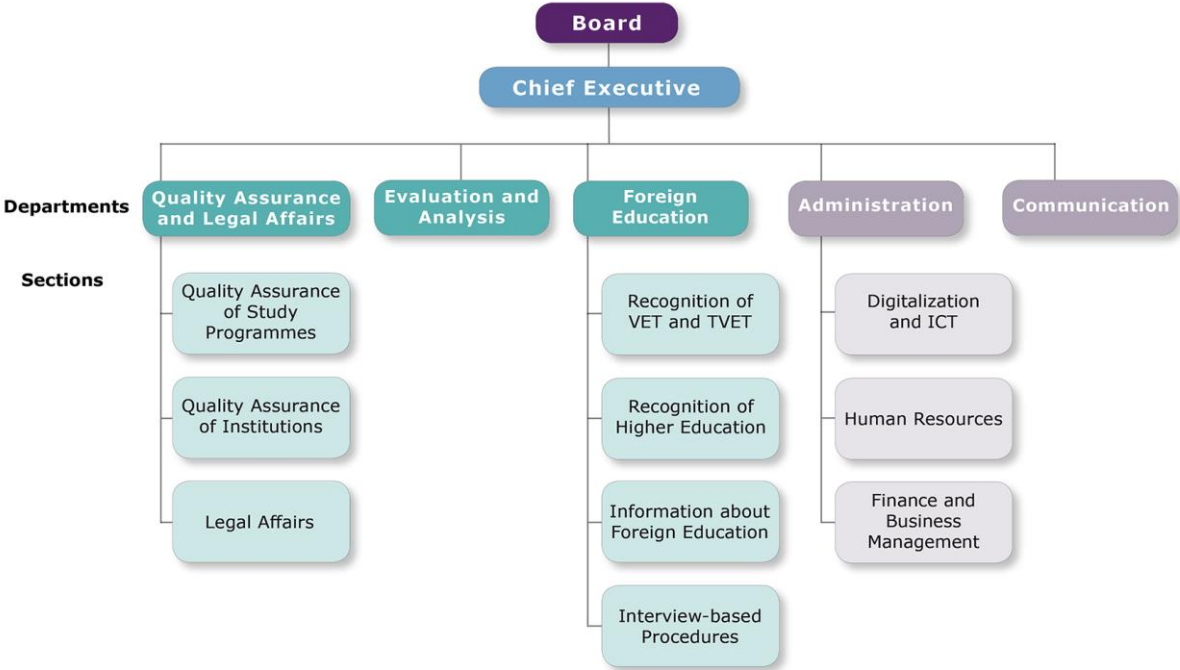 Board
Chief Executive
Departments
Quality Assurance
and Legal Affairs
Evaluation and
Analysis
Foreign
Education
Administration
Communication
Sections
Quality Assurance
of Study
Programmes
Recognition of
VET and TVET
Digitalization
and ICT
Quality Assurance
of Institutions
Recognition of
Higher Education
Human Resources
Legal Affairs
Information about
Foreign Education
Finance and
Business
Management
Interview-based
Procedures